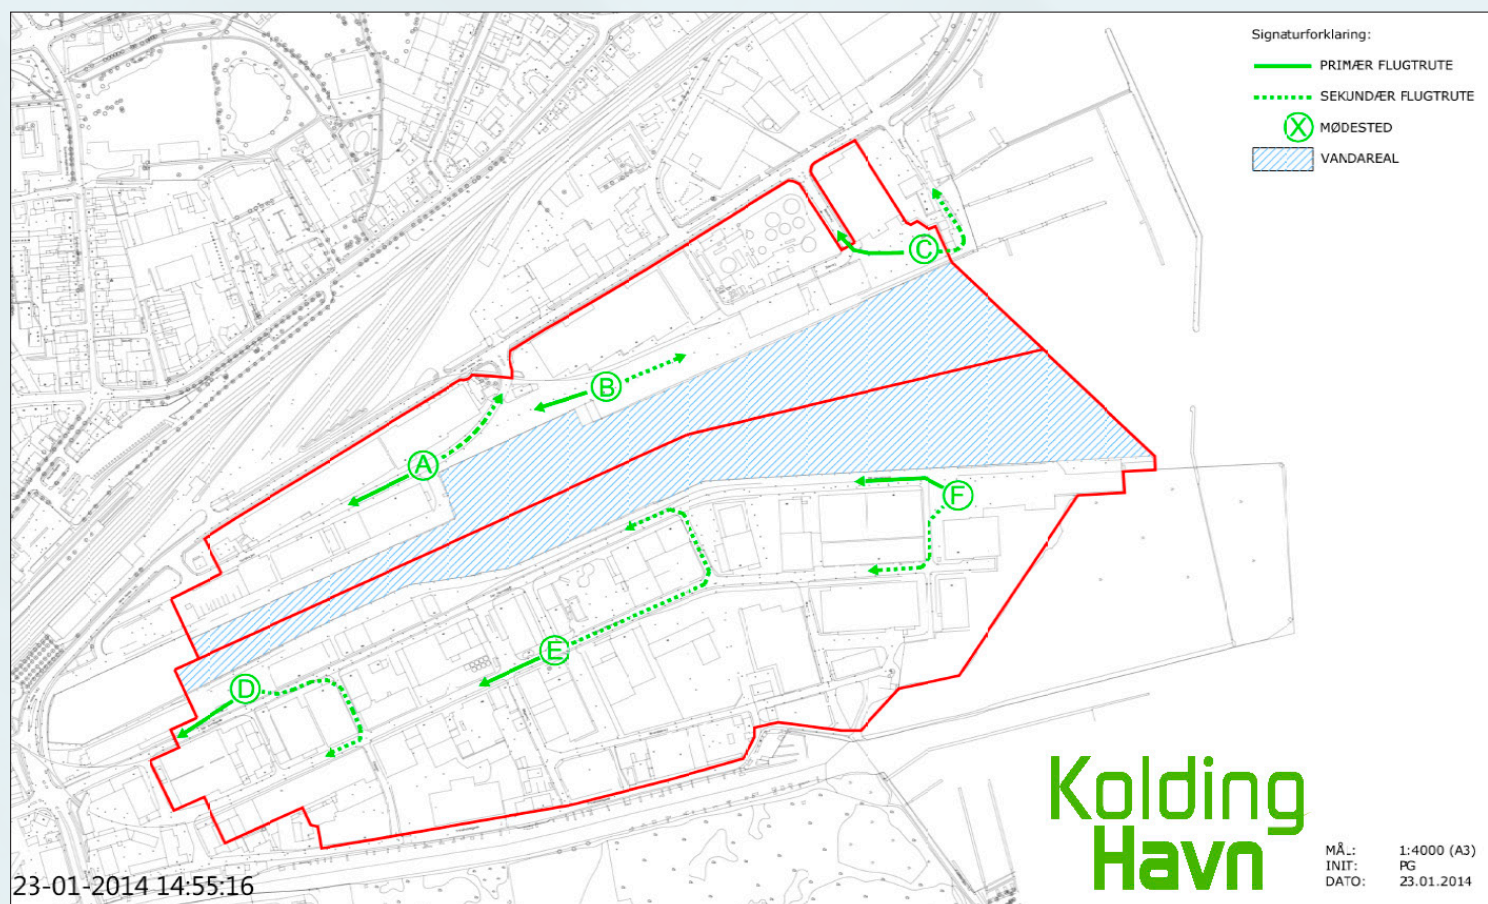 Signaturforklaring:
PRIMÆR FLUGTRUTE
SEKUNDÆR FLUGTRUTE
X MØDESTED
VANDAREAL
C
B
A
F
E
D
Kolding
Havn
MÅL: 1:4000 (A3)
INIT: PG
DATO: 23.01.2014
23-01-2014 14:55:16